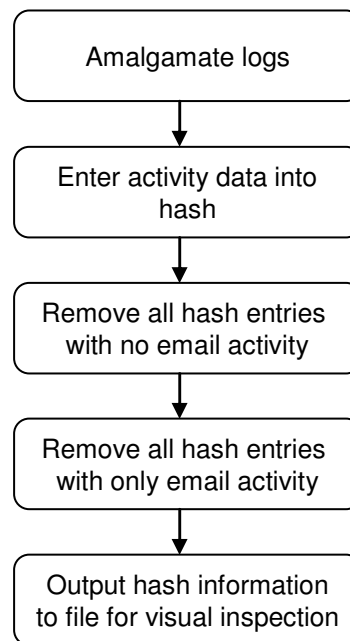 Amalgamate logs
Enter activity data into
hash
Remove all hash entries
with no email activity
Remove all hash entries
with only email activity
Output hash information
to file for visual inspection